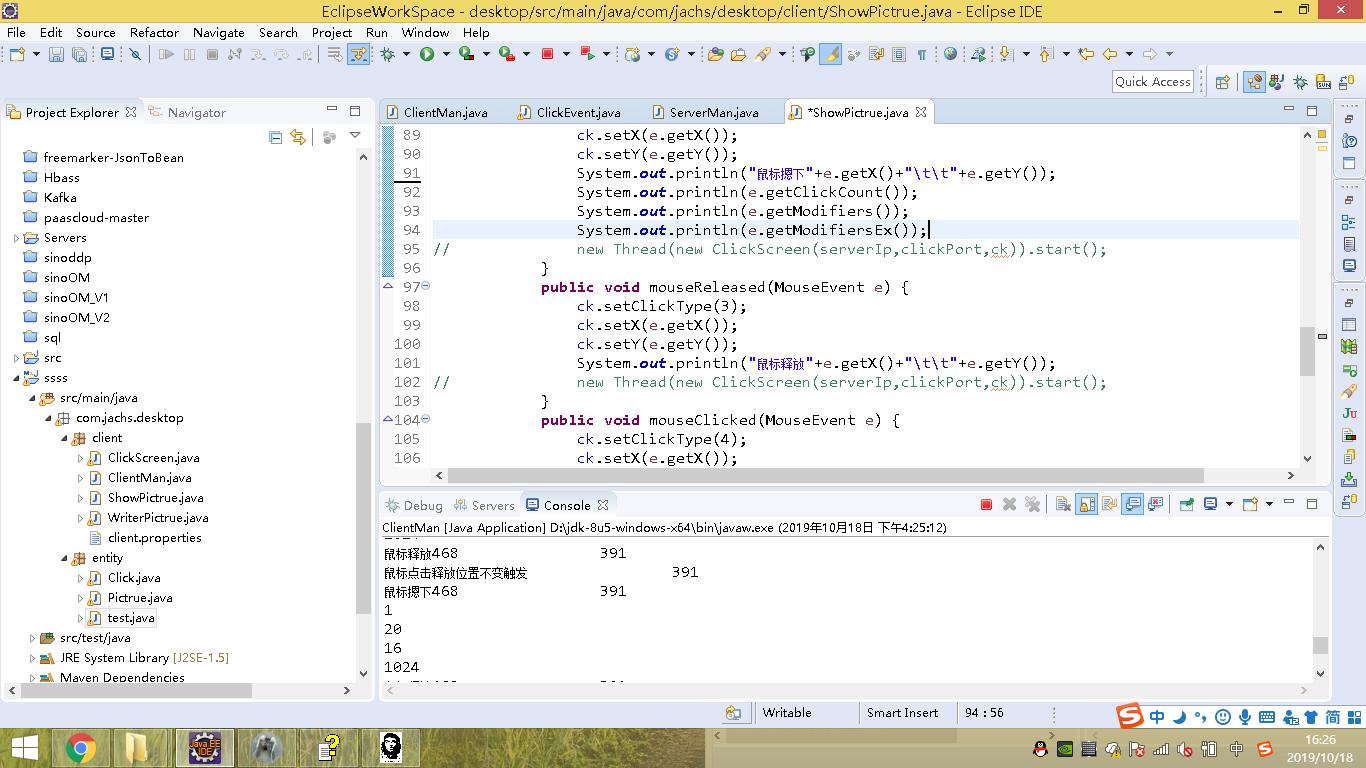 EclipseWorkSpace - desktop/src/main/java/com/jachs/desktop/client/ShowPictrue.java - Eclipse IDE
File Edit Source Refactor Navigate Search Project Run Window Help
Quick Access
Project Explorer Navigator
freemarker-JsonToBean
Hbass
Kafka
paascloud-master
Servers
sinoddp
sinoOM
sinoOM_V1
sinoOM_V2
sql
src
ssss
src/main/java
com.jachs.desktop
client
ClickScreen.java
ClientMan.java
ShowPictrue.java
WriterPictrue.java
client.properties
entity
Click.java
Pictrue.java
test.java
src/test/java
JRE System Library [J2SE-1.5]
Maven Dependencies
ClientMan.java ClickEvent.java ServerMan.java *ShowPictrue.java
89 ck.setX(e.getX());
90 ck.setY(e.getY());
91 System.out.println("鼠标摁下"+e.getX()+"\t\t"+e.getY());
92 System.out.println(e.getClickCount());
93 System.out.println(e.getModifiers());
94 System.out.println(e.getModifiersEx());
95 // new Thread(new ClickScreen(serverIp,clickPort,ck)).start();
96 }
97 public void mouseReleased(MouseEvent e) {
98 ck.setClickType(3);
99 ck.setX(e.getX());
100 ck.setY(e.getY());
101 System.out.println("鼠标释放"+e.getX()+"\t\t"+e.getY());
102 // new Thread(new ClickScreen(serverIp,clickPort,ck)).start();
103 }
104 public void mouseClicked(MouseEvent e) {
105 ck.setClickType(4);
106 ck.setX(e.getX());
Debug Servers Console
ClientMan [Java Application] D:\jdk-8u5-windows-x64\bin\javaw.exe (2019年10月18日 下午4:25:12)
鼠标释放468 391
鼠标点击释放位置不变触发 391
鼠标摁下468 391
1
20
16
1024
Writable Smart Insert 94 : 56
中 简
Java EE
IDE
中
16:26
2019/10/18